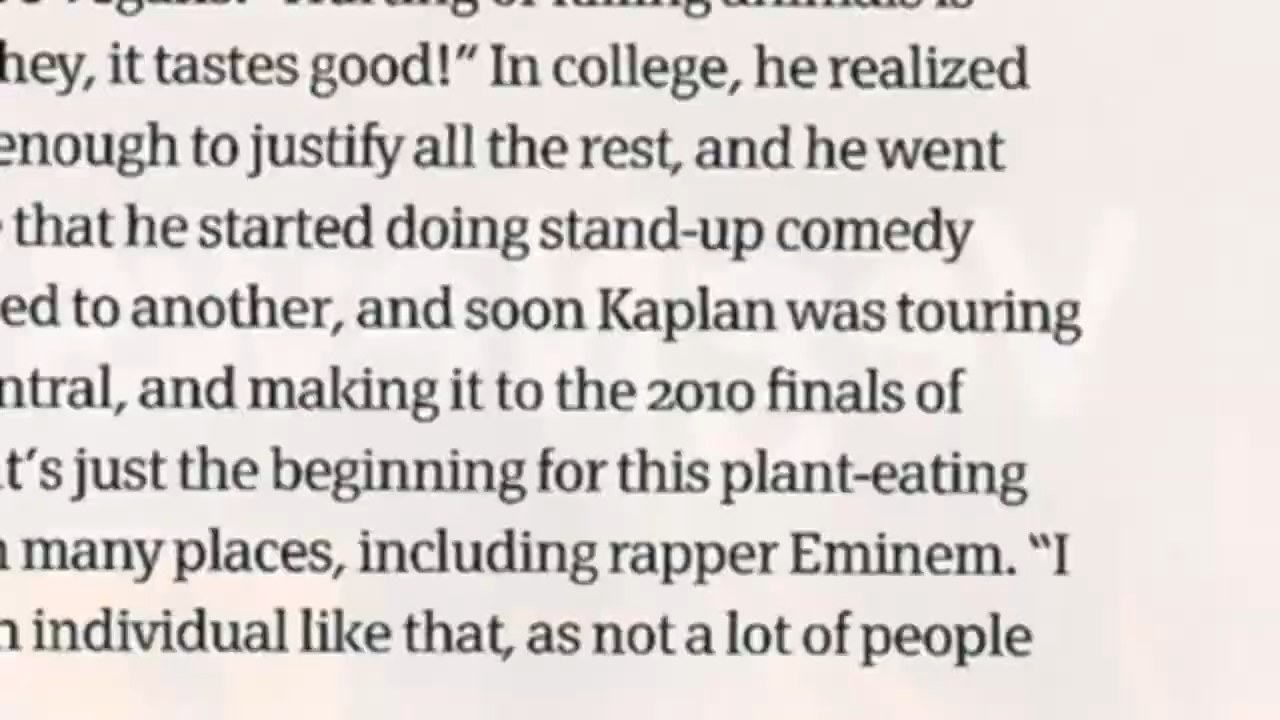 hey, it tastes good!” In college, he realized
enough to justify all the rest, and he went
that he started doing stand-up comedy
ed to another, and soon Kaplan was touring
ntral, and making it to the 2010 finals of
t’s just the beginning for this plant-eating
many places, including rapper Eminem. “I
individual like that, as not a lot of people